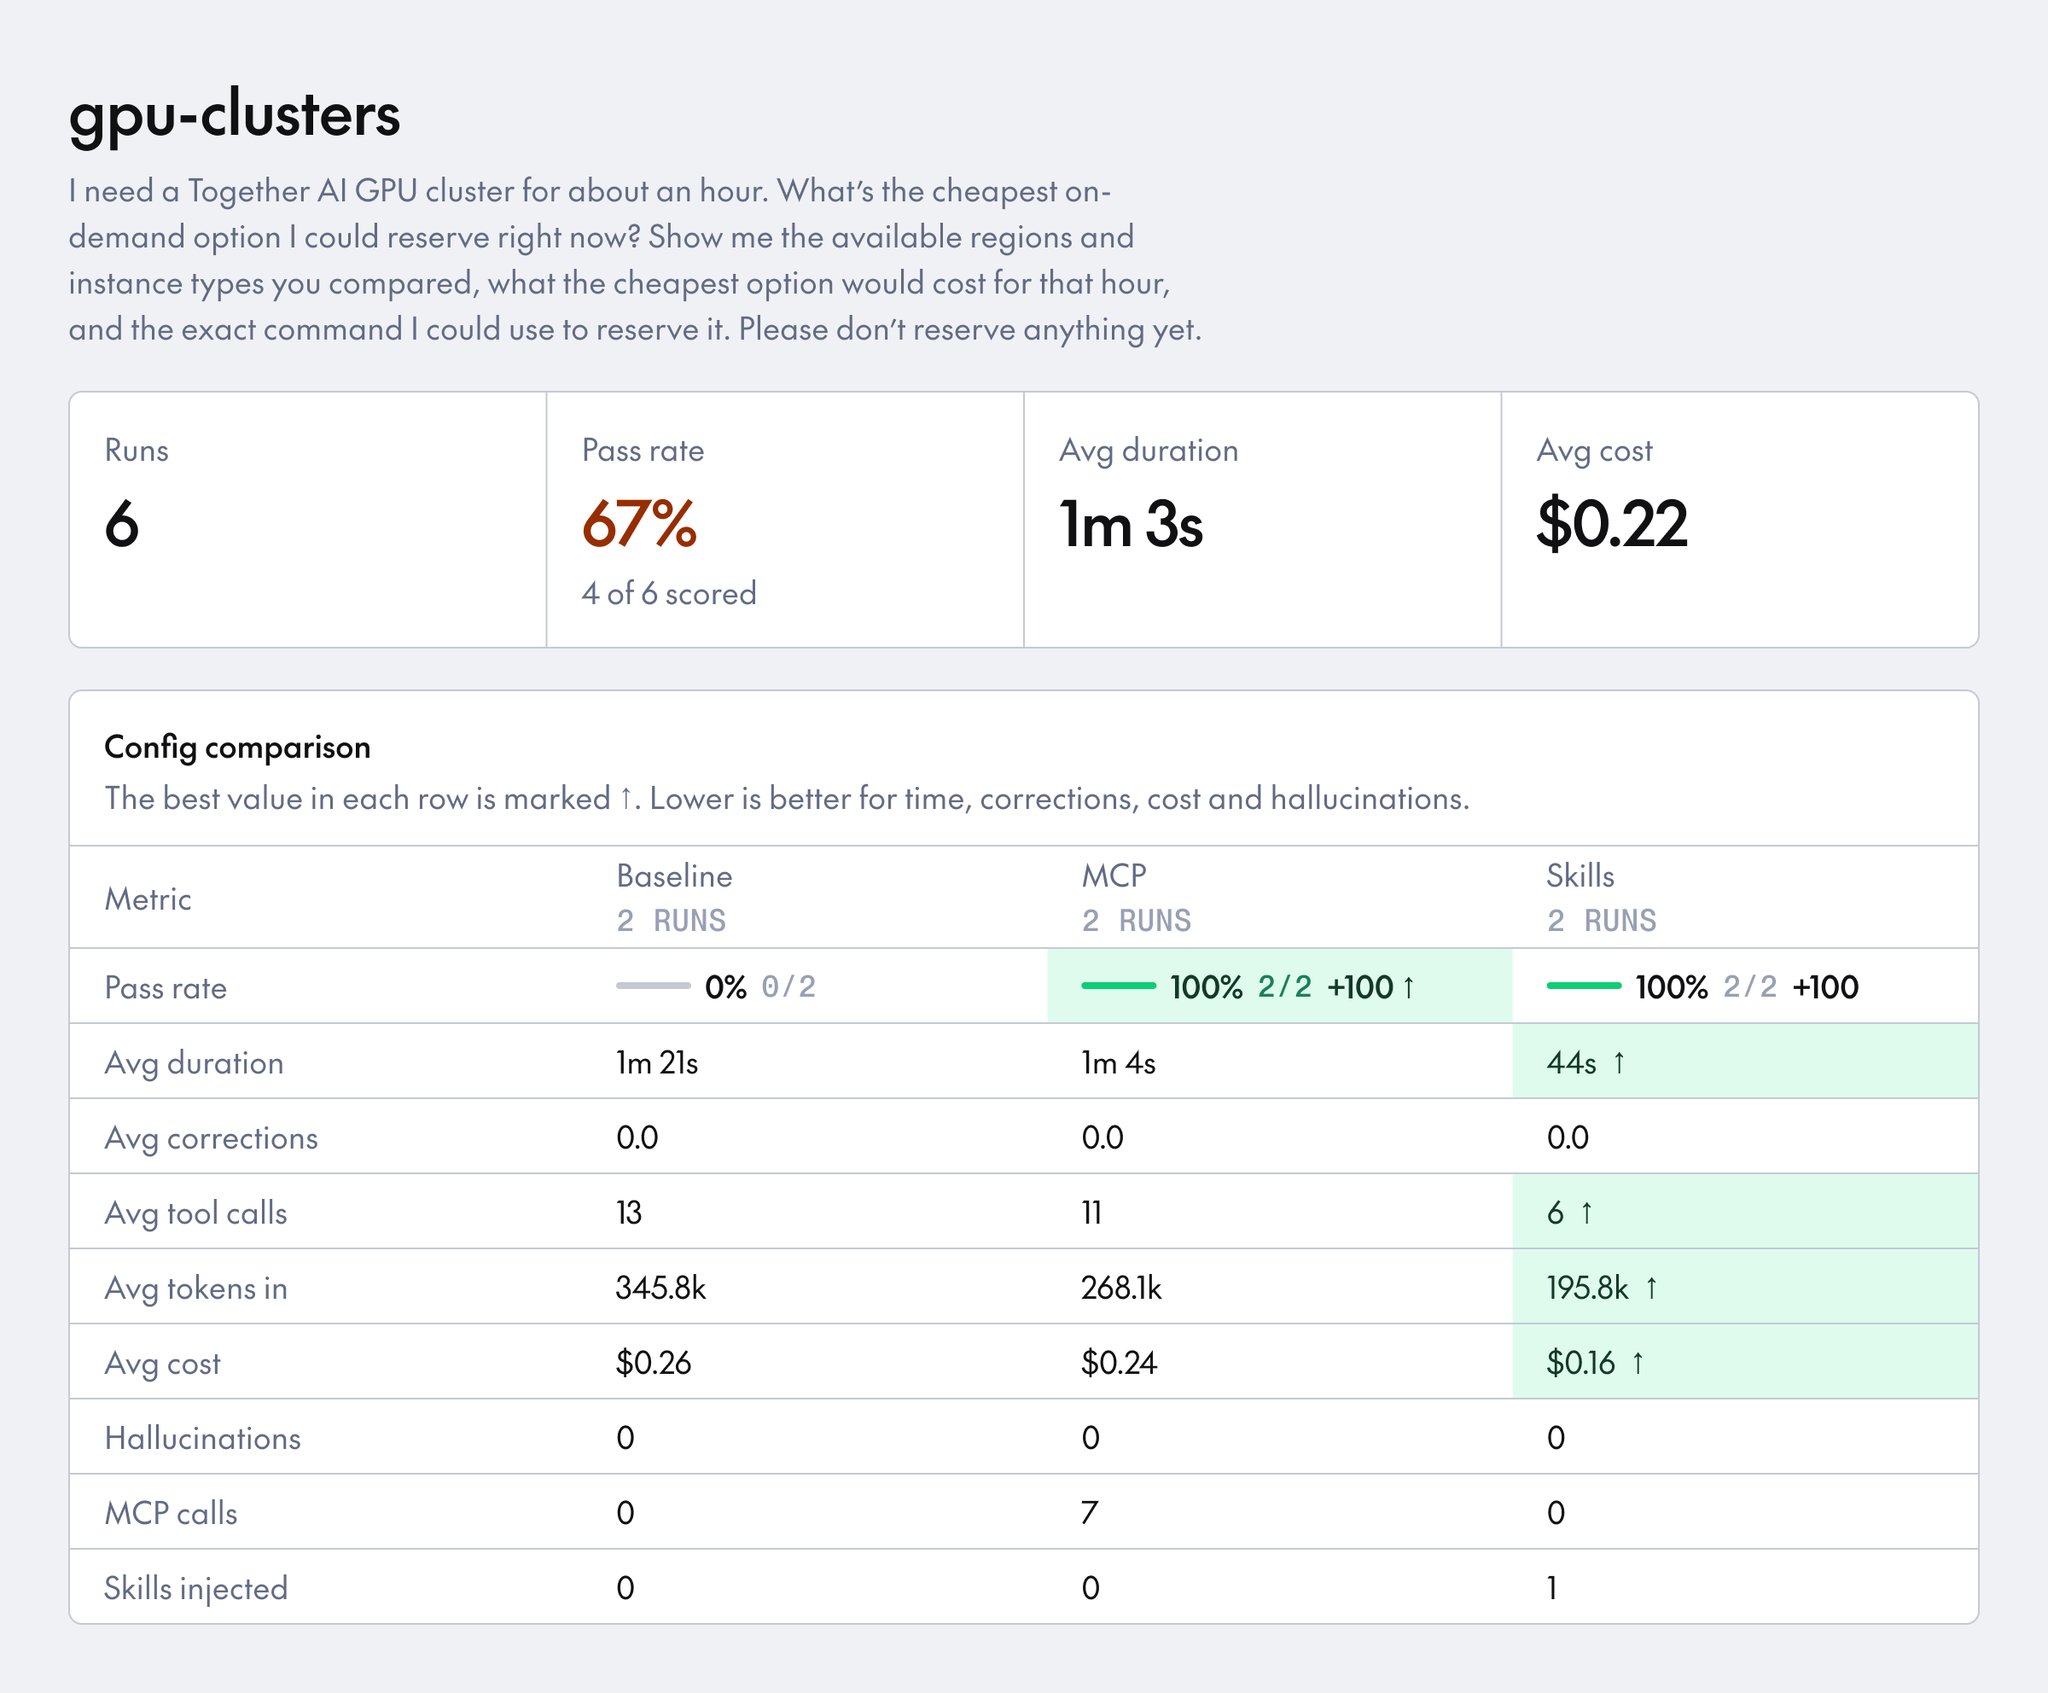 gpu-clusters
I need a Together AI GPU cluster for about an hour. What’s the cheapest on-
demand option I could reserve right now? Show me the available regions and
instance types you compared, what the cheapest option would cost for that hour,
and the exact command I could use to reserve it. Please don’t reserve anything yet.
Runs
6
Pass rate
67%
4 of 6 scored
Avg duration
1m 3s
Avg cost
$0.22
Config comparison
The best value in each row is marked ↑. Lower is better for time, corrections, cost and hallucinations.
Metric
Baseline
2 RUNS
MCP
2 RUNS
Skills
2 RUNS
Pass rate 0% 0/2 100% 2/2 +100 ↑ 100% 2/2 +100
Avg duration 1m 21s 1m 4s 44s ↑
Avg corrections 0.0 0.0 0.0
Avg tool calls 13 11 6 ↑
Avg tokens in 345.8k 268.1k 195.8k ↑
Avg cost $0.26 $0.24 $0.16 ↑
Hallucinations 0 0 0
MCP calls 0 7 0
Skills injected 0 0 1